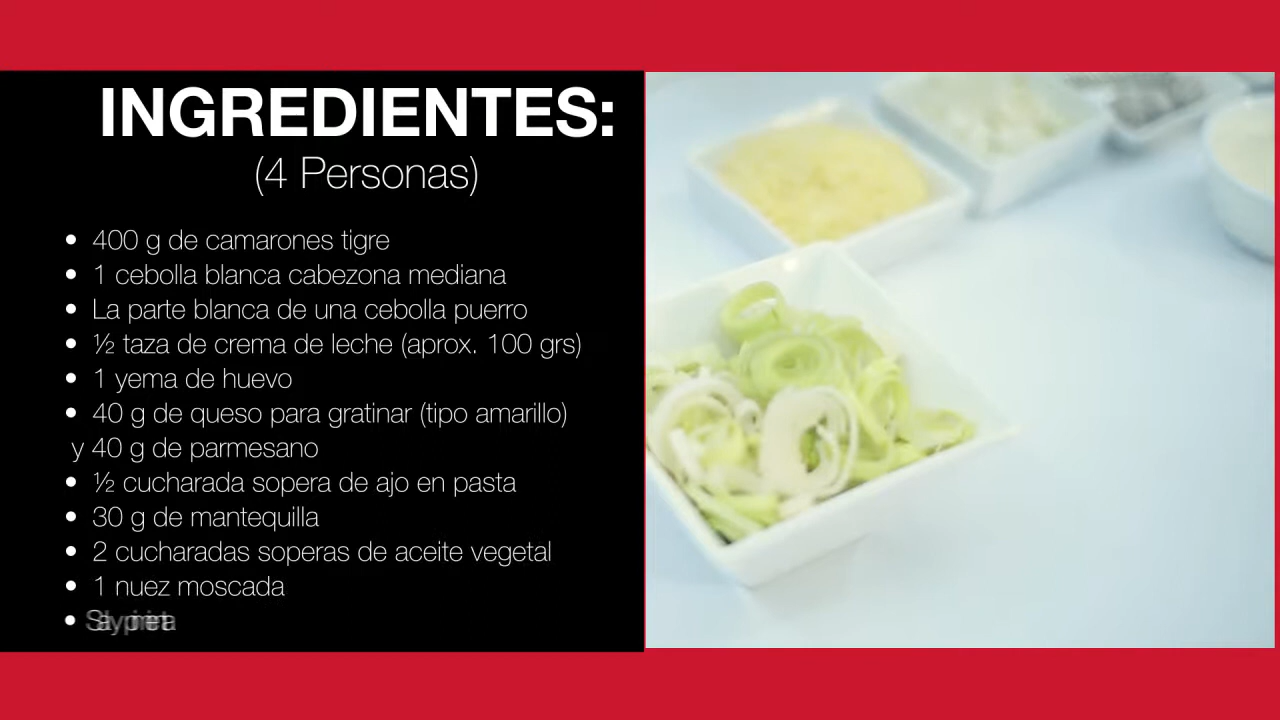 INGREDIENTES:
(4 Personas)
• 400 g de camarones tigre
• 1 cebolla blanca cabezona mediana
• La parte blanca de una cebolla puerro
• ½ taza de crema de leche (aprox. 100 grs)
• 1 yema de huevo
• 40 g de queso para gratinar (tipo amarillo)
y 40 g de parmesano
• ½ cucharada sopera de ajo en pasta
• 30 g de mantequilla
• 2 cucharadas soperas de aceite vegetal
• 1 nuez moscada